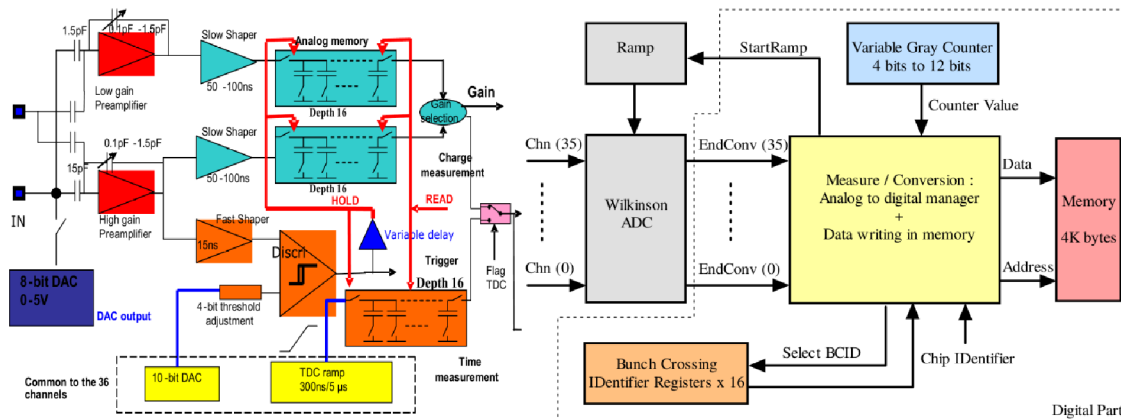 1.5pF
0.1pF -1.5pF
Low gain
Preamplifier
Slow Shaper
50 -100ns
Analog memory
Depth 16
Gain
selection
Gain
Slow Shaper
50 -100ns
Depth 16
Charge
measurement
0.1pF -1.5pF
15pF
IN
High gain
Preamplifier
HOLD
READ
Fast Shaper
15ns
Discri
Variable delay
Trigger
Depth 16
Flag
TDC
8-bit DAC
0-5V
DAC output
4-bit threshold
adjustment
Time
measurement
Common to the 36
channels
10-bit DAC
TDC ramp
300ns/5 µs
Ramp
StartRamp
Variable Gray Counter
4 bits to 12 bits
Counter Value
Chn (35)
EndConv (35)
Wilkinson
ADC
Chn (0)
EndConv (0)
Measure / Conversion :
Analog to digital manager
+
Data writing in memory
Data
Address
Memory
4K bytes
Select BCID
Chip IDentifier
Bunch Crossing
IDentifier Registers x 16
Digital Part